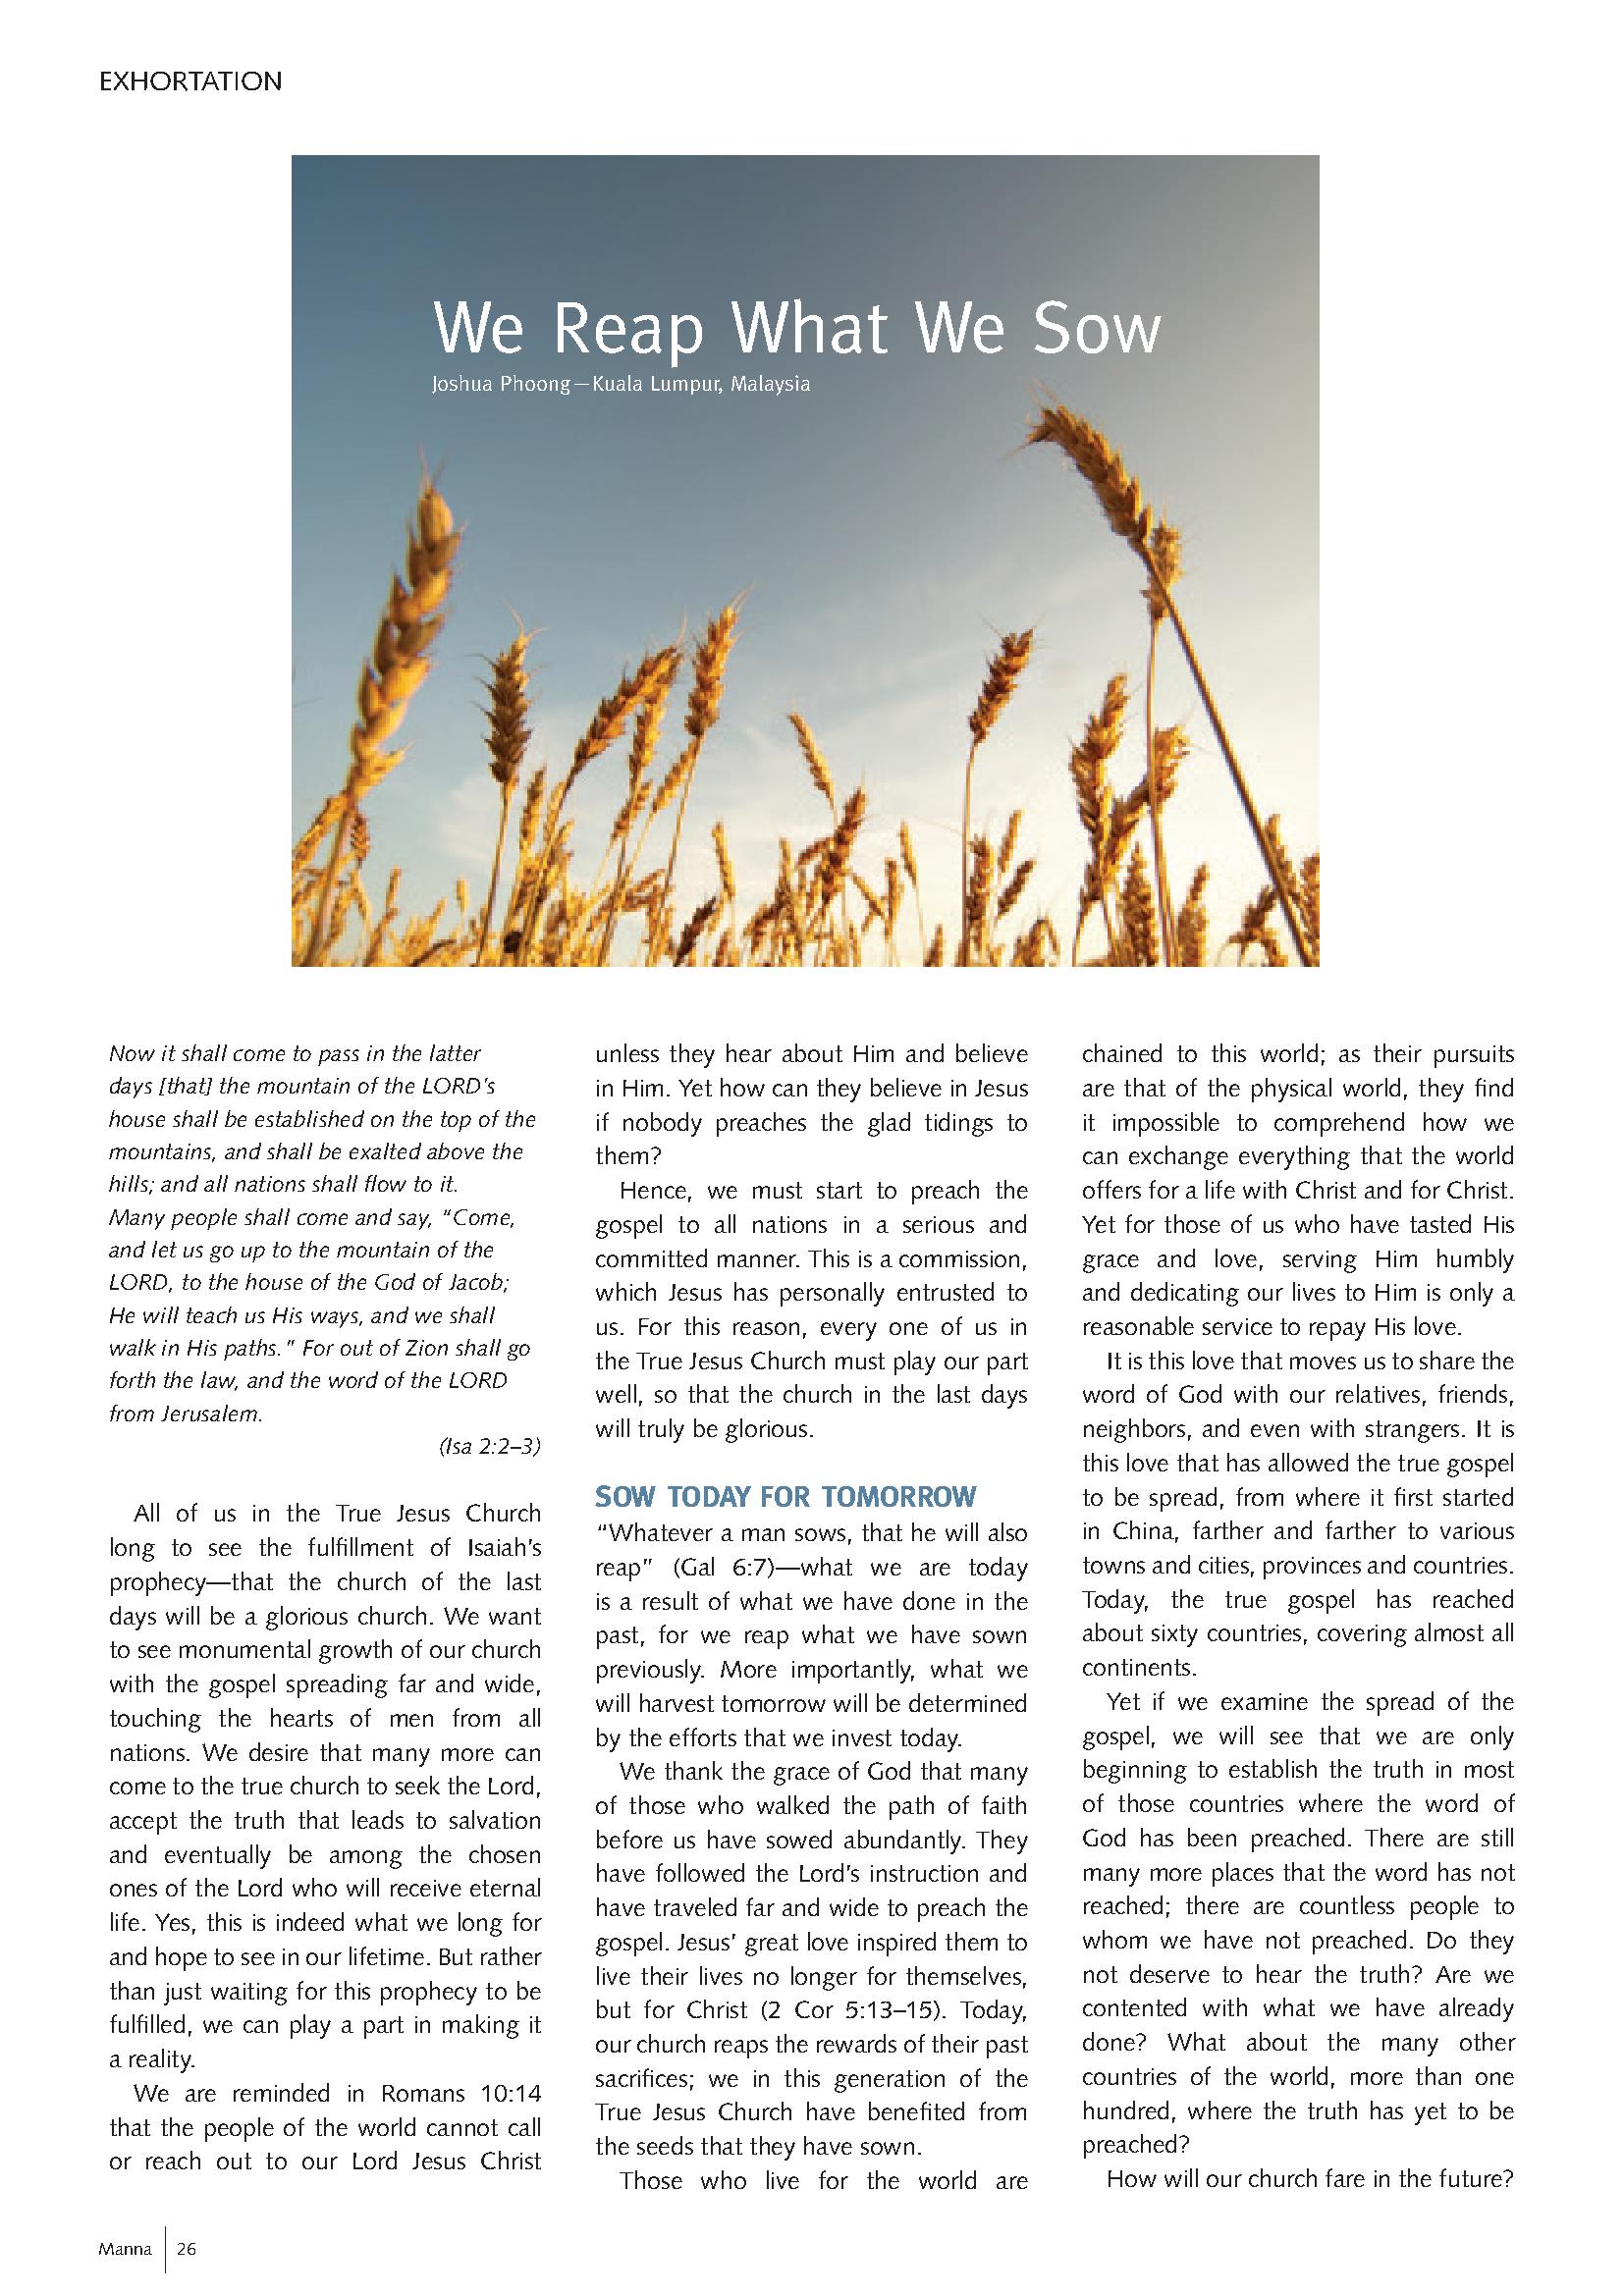 EXHORTATION
We Reap What We Sow
Joshua Phoong—Kuala Lumpur, Malaysia
Now it shall come to pass in the latter
days [that] the mountain of the LORD's
house shall be established on the top of the
mountains, and shall be exalted above the
hills; and all nations shall flow to it.
Many people shall come and say, “Come,
and let us go up to the mountain of the
LORD, to the house of the God of Jacob;
He will teach us His ways, and we shall
walk in His paths.” For out of Zion shall go
forth the law, and the word of the LORD
from Jerusalem.
(Isa 2:2–3)
All of us in the True Jesus Church
long to see the fulfillment of Isaiah's
prophecy—that the church of the last
days will be a glorious church. We want
to see monumental growth of our church
with the gospel spreading far and wide,
touching the hearts of men from all
nations. We desire that many more can
come to the true church to seek the Lord,
accept the truth that leads to salvation
and eventually be among the chosen
ones of the Lord who will receive eternal
life. Yes, this is indeed what we long for
and hope to see in our lifetime. But rather
than just waiting for this prophecy to be
fulfilled, we can play a part in making it
a reality.
We are reminded in Romans 10:14
that the people of the world cannot call
or reach out to our Lord Jesus Christ
unless they hear about Him and believe
in Him. Yet how can they believe in Jesus
if nobody preaches the glad tidings to
them?
Hence, we must start to preach the
gospel to all nations in a serious and
committed manner. This is a commission,
which Jesus has personally entrusted to
us. For this reason, every one of us in
the True Jesus Church must play our part
well, so that the church in the last days
will truly be glorious.
SOW TODAY FOR TOMORROW
“Whatever a man sows, that he will also
reap” (Gal 6:7)—what we are today
is a result of what we have done in the
past, for we reap what we have sown
previously. More importantly, what we
will harvest tomorrow will be determined
by the efforts that we invest today.
We thank the grace of God that many
of those who walked the path of faith
before us have sowed abundantly. They
have followed the Lord's instruction and
have traveled far and wide to preach the
gospel. Jesus' great love inspired them to
live their lives no longer for themselves,
but for Christ (2 Cor 5:13–15). Today,
our church reaps the rewards of their past
sacrifices; we in this generation of the
True Jesus Church have benefited from
the seeds that they have sown.
Those who live for the world are
chained to this world; as their pursuits
are that of the physical world, they find
it impossible to comprehend how we
can exchange everything that the world
offers for a life with Christ and for Christ.
Yet for those of us who have tasted His
grace and love, serving Him humbly
and dedicating our lives to Him is only a
reasonable service to repay His love.
It is this love that moves us to share the
word of God with our relatives, friends,
neighbors, and even with strangers. It is
this love that has allowed the true gospel
to be spread, from where it first started
in China, farther and farther to various
towns and cities, provinces and countries.
Today, the true gospel has reached
about sixty countries, covering almost all
continents.
Yet if we examine the spread of the
gospel, we will see that we are only
beginning to establish the truth in most
of those countries where the word of
God has been preached. There are still
many more places that the word has not
reached; there are countless people to
whom we have not preached. Do they
not deserve to hear the truth? Are we
contented with what we have already
done? What about the many other
countries of the world, more than one
hundred, where the truth has yet to be
preached?
How will our church fare in the future?
Manna 26